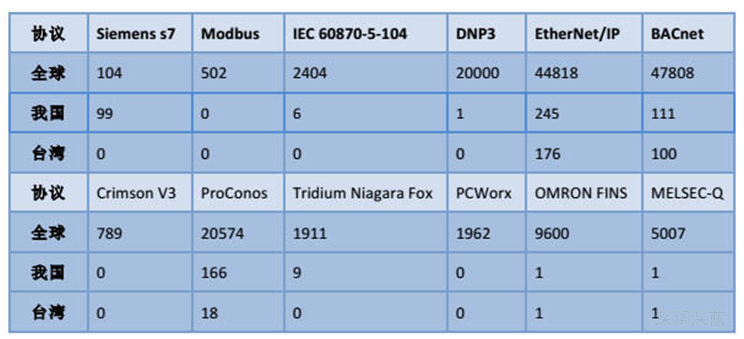 协议 Siemens s7 Modbus IEC 60870-5-104 DNP3 EtherNet/IP BACnet
全球 104 502 2404 20000 44818 47808
我国 99 0 6 1 245 111
台湾 0 0 0 0 176 100
协议 Crimson V3 ProConos Tridium Niagara Fox PCWorx OMRON FINS MELSEC-Q
全球 789 20574 1911 1962 9600 5007
我国 0 166 9 0 1 1
台湾 0 18 0 0 1 1